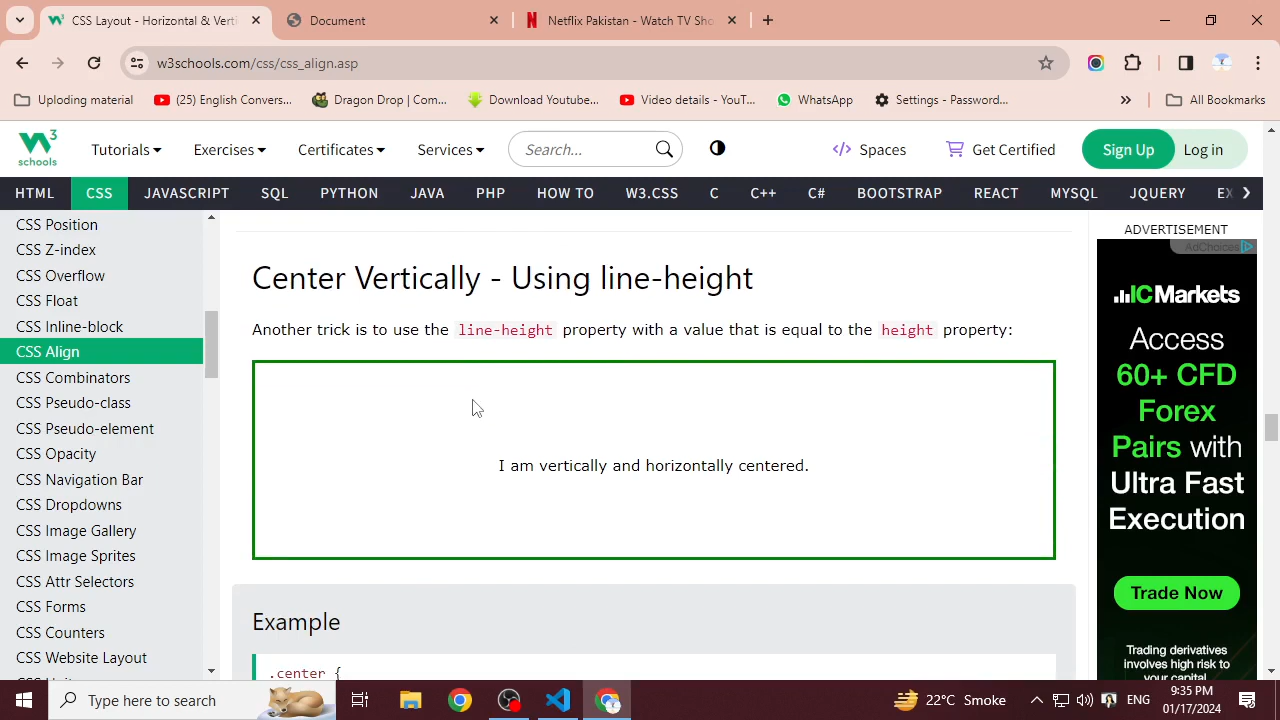 CSS Layout - Horizontal & Verti
Document
Netflix Pakistan - Watch TV Sho
w3schools.com/css/css_align.asp
Uploding material
(25) English Convers...
Dragon Drop | Com...
Download Youtube...
Video details - YouT...
WhatsApp
Settings - Password...
All Bookmarks
W3
schools
Tutorials
Exercises
Certificates
Services
Search...
Spaces
Get Certified
Sign Up
Log in
HTML
CSS
JAVASCRIPT
SQL
PYTHON
JAVA
PHP
HOW TO
W3.CSS
C
C++
C#
BOOTSTRAP
REACT
MYSQL
JQUERY
EX
CSS Position
CSS Z-index
CSS Overflow
CSS Float
CSS Inline-block
CSS Align
CSS Combinators
CSS Pseudo-class
CSS Pseudo-element
CSS Opacity
CSS Navigation Bar
CSS Dropdowns
CSS Image Gallery
CSS Image Sprites
CSS Attr Selectors
CSS Forms
CSS Counters
CSS Website Layout
Center Vertically - Using line-height
Another trick is to use the line-height property with a value that is equal to the height property:
I am vertically and horizontally centered.
Example
.center {
ADVERTISEMENT
AdChoices
ICMarkets
Access
60+ CFD
Forex
Pairs with
Ultra Fast
Execution
Trade Now
Trading derivatives
involves high risk to
your capital
Type here to search
22°C Smoke
ENG
9:35 PM
01/17/2024